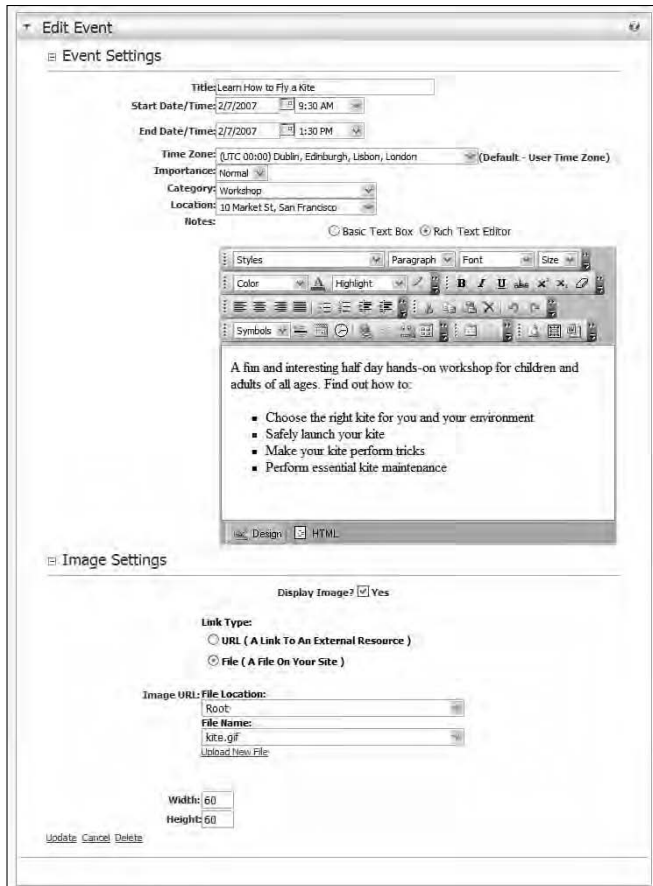 Edit Event
Event Settings
Title: Learn How to Fly a Kite
Start Date/Time: 2/7/2007 9:30 AM
End Date/Time: 2/7/2007 1:30 PM
Time Zone: (UTC 00:00) Dublin, Edinburgh, Lisbon, London (Default - User Time Zone)
Importance: Normal
Category: Workshop
Location: 10 Market St, San Francisco
Notes:
Basic Text Box Rich Text Editor
Styles Paragraph Font Size
Color A Highlight B I U abc x² x₂
Symbols
A fun and interesting half day hands-on workshop for children and
adults of all ages. Find out how to:
Choose the right kite for you and your environment
Safely launch your kite
Make your kite perform tricks
Perform essential kite maintenance
Design HTML
Image Settings
Display Image? Yes
Link Type:
URL ( A Link To An External Resource )
File ( A File On Your Site )
Image URL: File Location:
Root
File Name:
kite.gif
Upload New File
Width: 60
Height: 60
Update Cancel Delete